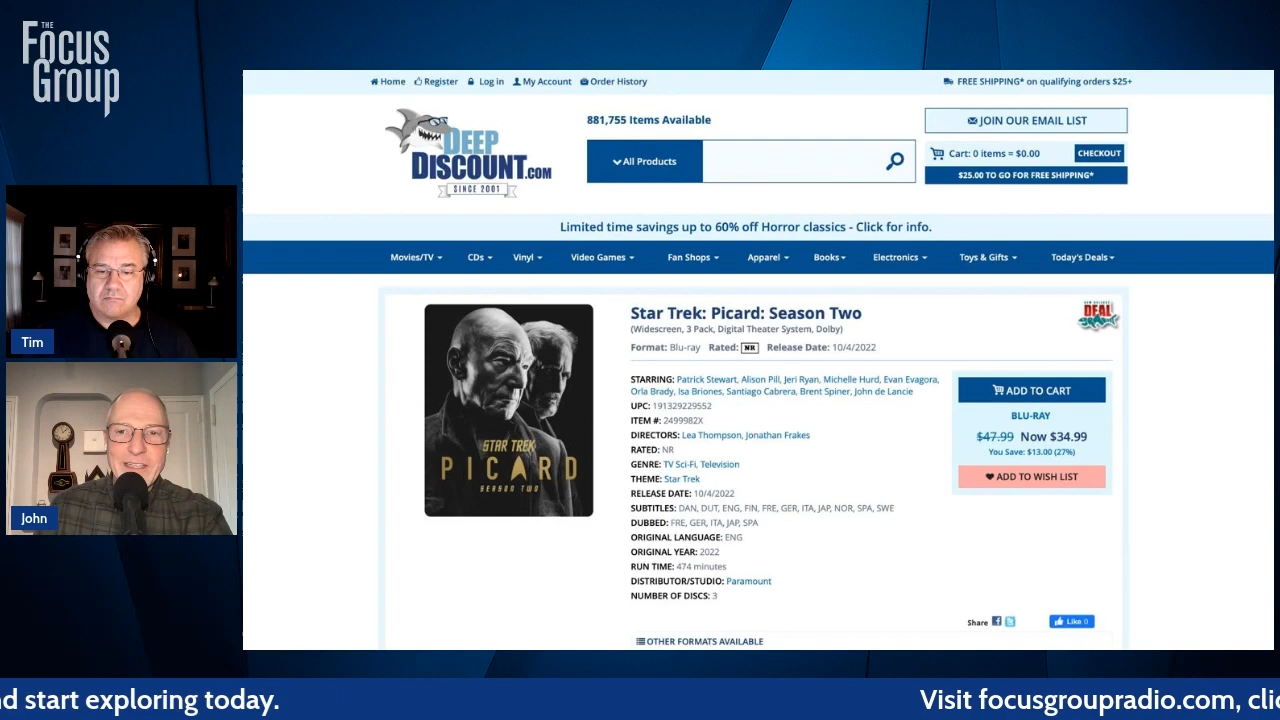 THE
Focus
Group
Home Register Log in My Account Order History
FREE SHIPPING* on qualifying orders $25+
DEEP
DISCOUNT.COM
SINCE 2001
881,755 Items Available
All Products
JOIN OUR EMAIL LIST
Cart: 0 items = $0.00 CHECKOUT
$25.00 TO GO FOR FREE SHIPPING*
Limited time savings up to 60% off Horror classics - Click for info.
Movies/TV CDs Vinyl Video Games Fan Shops Apparel Books Electronics Toys & Gifts Today's Deals
STAR TREK
PICARD
SEASON TWO
Star Trek: Picard: Season Two
(Widescreen, 3 Pack, Digital Theater System, Dolby)
Format: Blu-ray Rated: NR Release Date: 10/4/2022
DEAL
STARRING: Patrick Stewart, Alison Pill, Jeri Ryan, Michelle Hurd, Evan Evagora,
Orla Brady, Isa Briones, Santiago Cabrera, Brent Spiner, John de Lancie
UPC: 191329229552
ITEM #: 2499982X
DIRECTORS: Lea Thompson, Jonathan Frakes
RATED: NR
GENRE: TV Sci-Fi, Television
THEME: Star Trek
RELEASE DATE: 10/4/2022
SUBTITLES: DAN, DUT, ENG, FIN, FRE, GER, ITA, JAP, NOR, SPA, SWE
DUBBED: FRE, GER, ITA, JAP, SPA
ORIGINAL LANGUAGE: ENG
ORIGINAL YEAR: 2022
RUN TIME: 474 minutes
DISTRIBUTOR/STUDIO: Paramount
NUMBER OF DISCS: 3
ADD TO CART
BLU-RAY
$47.99 Now $34.99
You Save: $13.00 (27%)
ADD TO WISH LIST
Share
Like 0
OTHER FORMATS AVAILABLE
Tim
John
nd start exploring today.
Visit focusgroupradio.com, clic